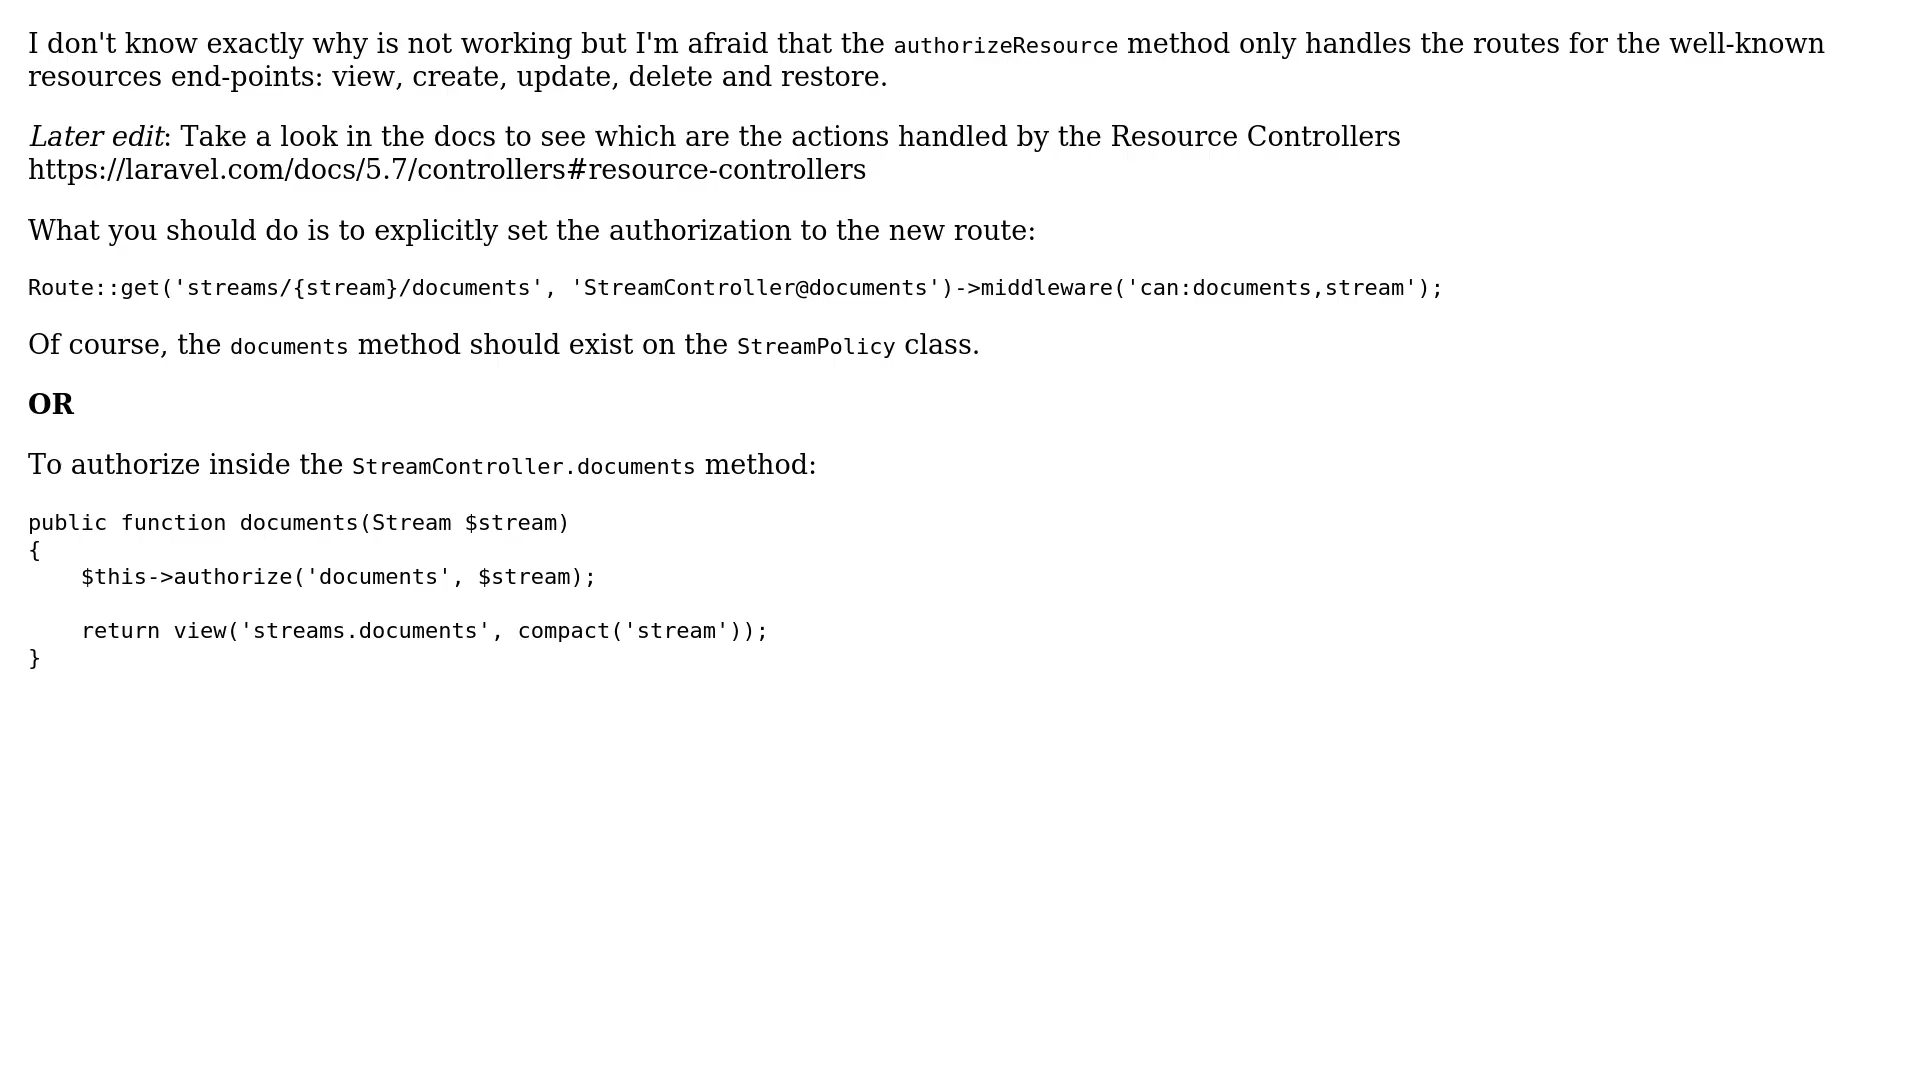 I don't know exactly why is not working but I'm afraid that the authorizeResource method only handles the routes for the well-known
resources end-points: view, create, update, delete and restore.
Later edit: Take a look in the docs to see which are the actions handled by the Resource Controllers
https://laravel.com/docs/5.7/controllers#resource-controllers
What you should do is to explicitly set the authorization to the new route:
Route::get('streams/{stream}/documents', 'StreamController@documents')->middleware('can:documents,stream');
Of course, the documents method should exist on the StreamPolicy class.
OR
To authorize inside the StreamController.documents method:
public function documents(Stream $stream)
{
    $this->authorize('documents', $stream);
    return view('streams.documents', compact('stream'));
}